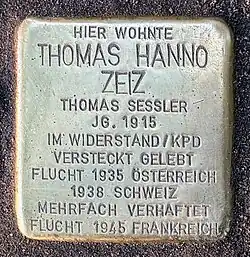 HIER WOHNTE
THOMAS HANNO
ZEIZ
THOMAS SESSLER
JG. 1915
IM WIDERSTAND/KPD
VERSTECKT GELEBT
FLUCHT 1935 ÖSTERREICH
1938 SCHWEIZ
MEHRFACH VERHAFTET
FLUCHT 1945 FRANKREICH